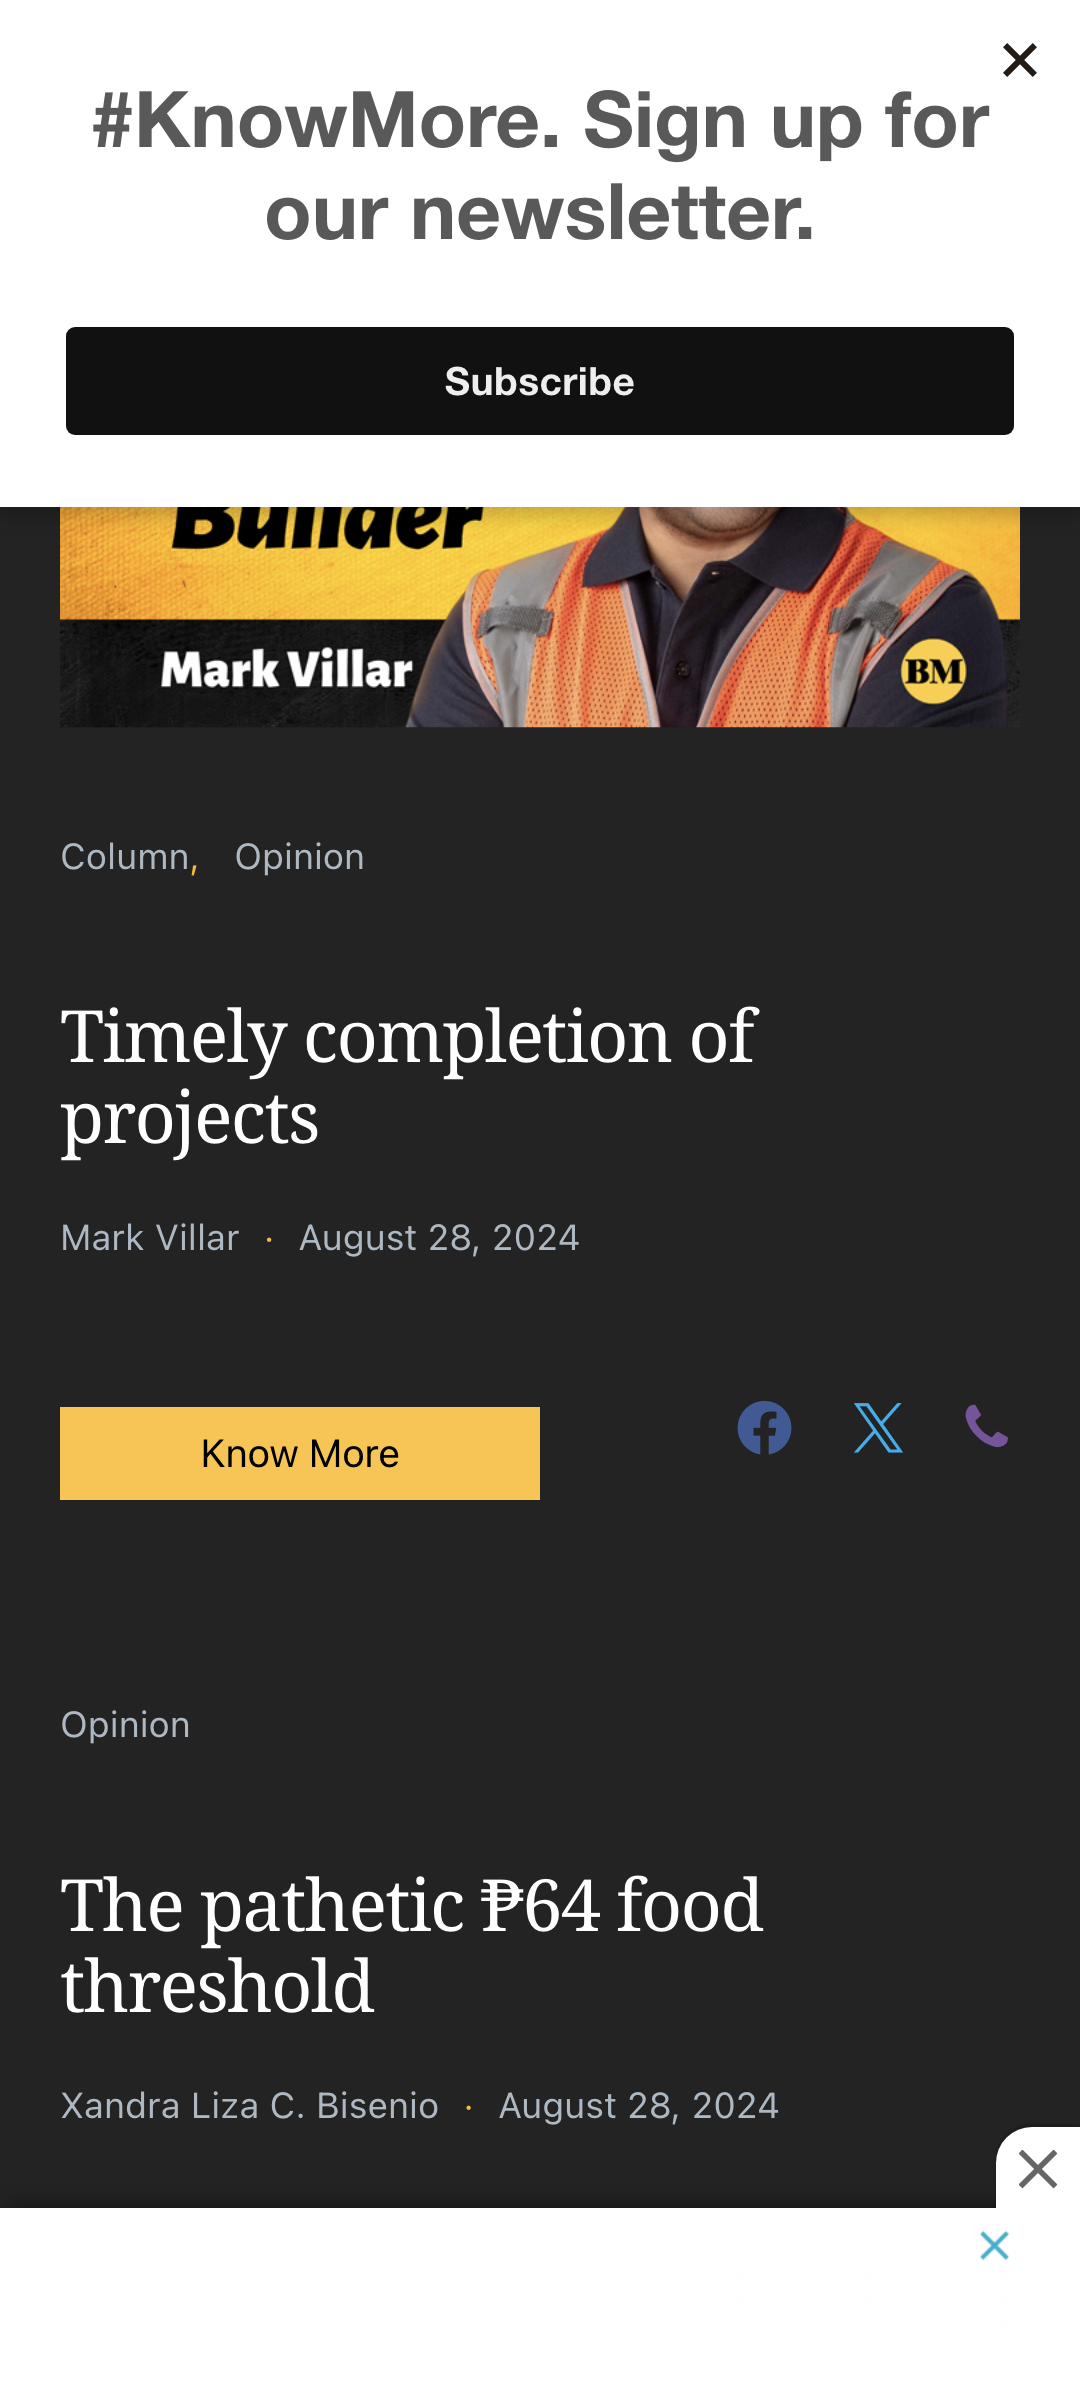 #KnowMore. Sign up for
our newsletter.
Subscribe
Builder
Mark Villar
BM
Column, Opinion
Timely completion of
projects
Mark Villar · August 28, 2024
Know More
Opinion
The pathetic ₱64 food
threshold
Xandra Liza C. Bisenio · August 28, 2024